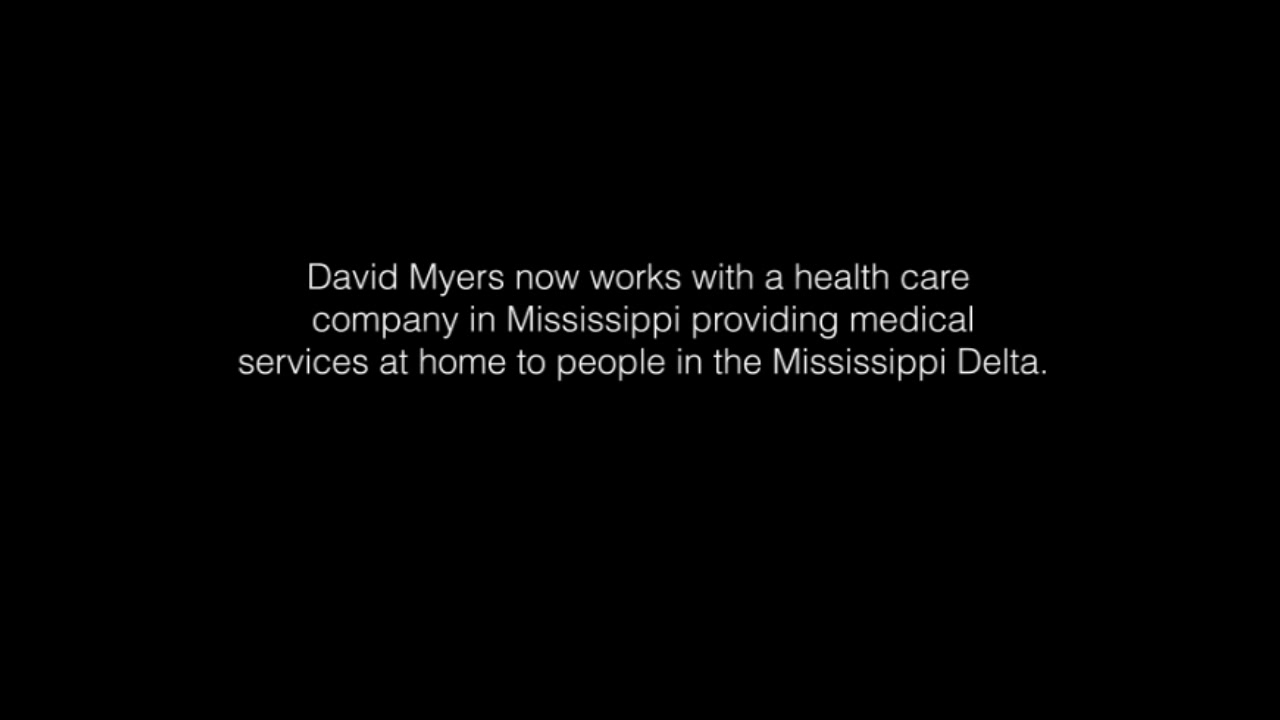 David Myers now works with a health care
company in Mississippi providing medical
services at home to people in the Mississippi Delta.